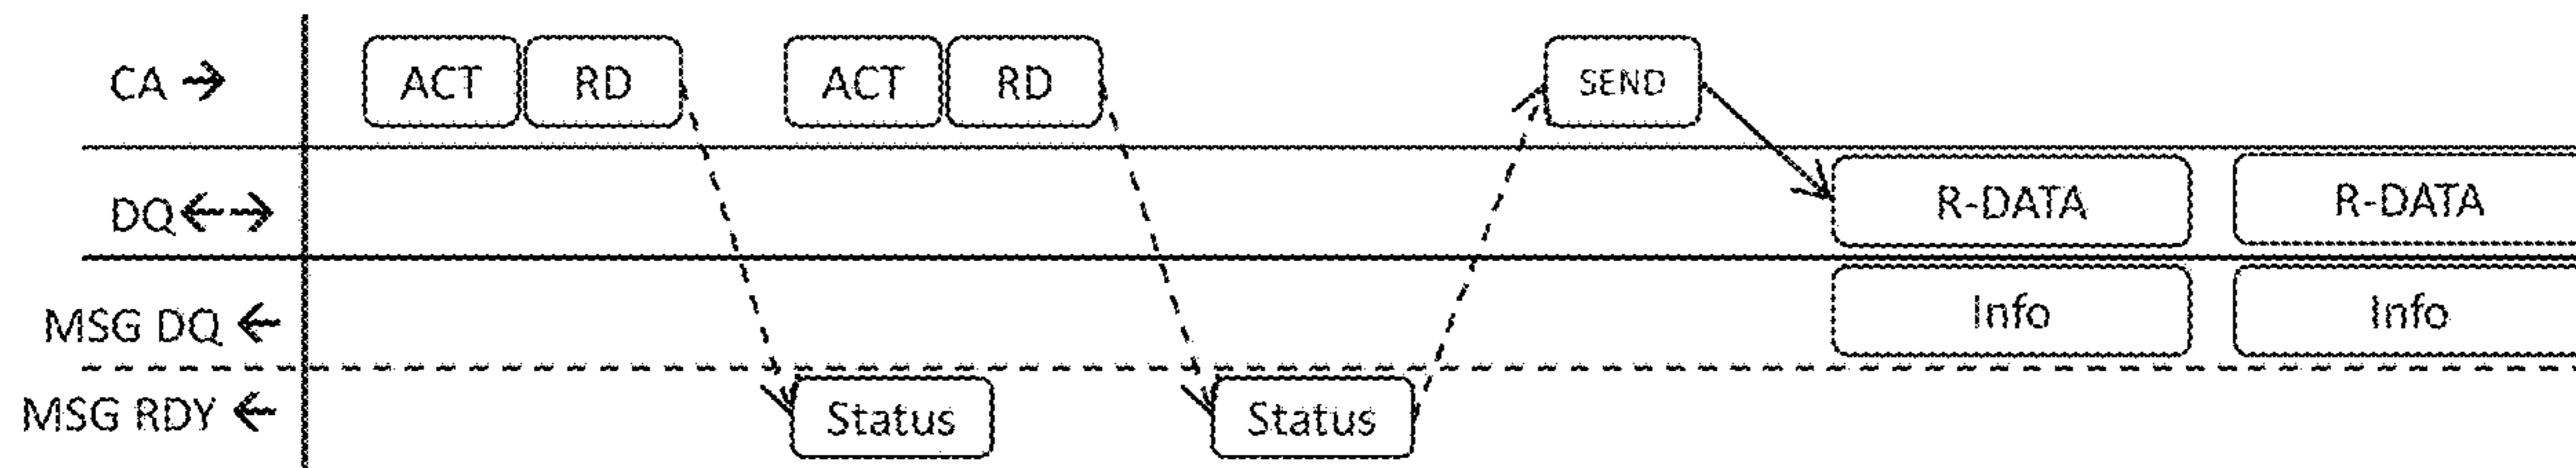 CA → ACT RD ACT RD SEND
DQ ←→ R-DATA R-DATA
MSG DQ ← Info Info
MSG RDY ← Status Status